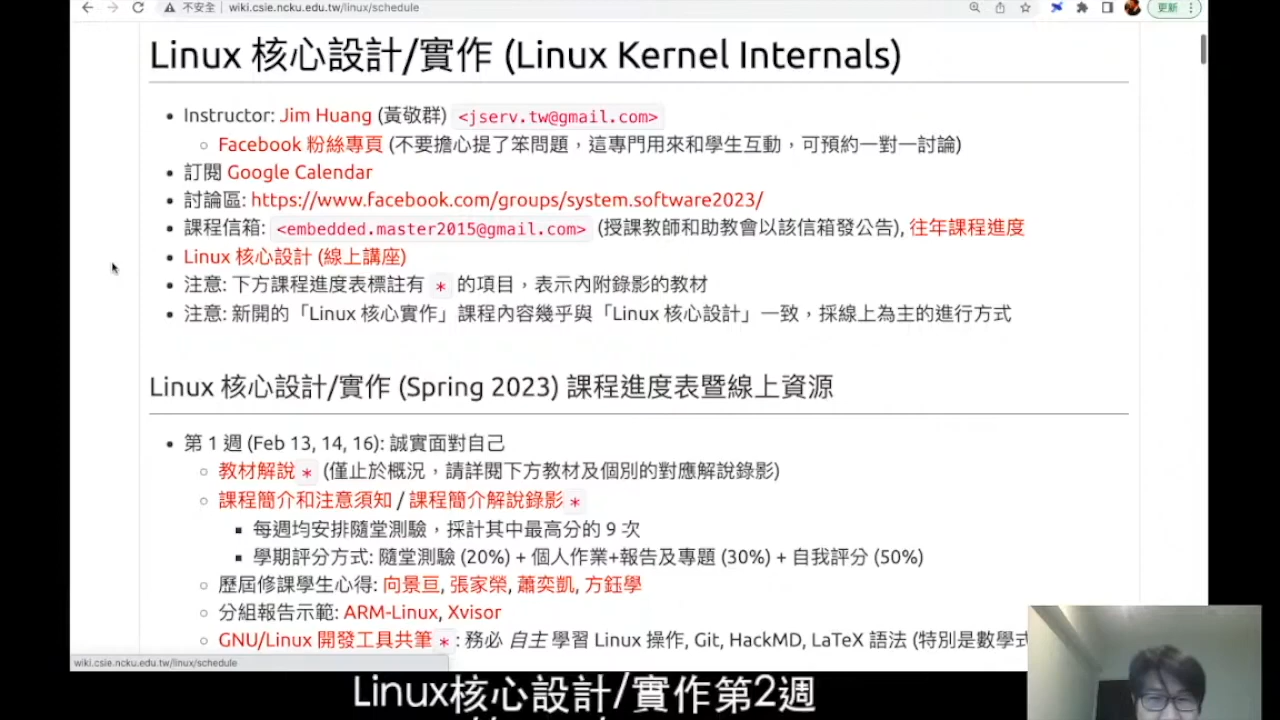 不安全 | wiki.csie.ncku.edu.tw/linux/schedule
更新
Linux 核心設計/實作 (Linux Kernel Internals)
Instructor: Jim Huang (黃敬群) <jserv.tw@gmail.com>
Facebook 粉絲專頁 (不要擔心提了笨問題，這專門用來和學生互動，可預約一對一討論)
訂閱 Google Calendar
討論區: https://www.facebook.com/groups/system.software2023/
課程信箱: <embedded.master2015@gmail.com> (授課教師和助教會以該信箱發公告), 往年課程進度
Linux 核心設計 (線上講座)
注意: 下方課程進度表標註有 * 的項目，表示內附錄影的教材
注意: 新開的「Linux 核心實作」課程內容幾乎與「Linux 核心設計」一致，採線上為主的進行方式
Linux 核心設計/實作 (Spring 2023) 課程進度表暨線上資源
第 1 週 (Feb 13, 14, 16): 誠實面對自己
教材解說 * (僅止於概況，請詳閱下方教材及個別的對應解說錄影)
課程簡介和注意須知 / 課程簡介解說錄影 *
每週均安排隨堂測驗，採計其中最高分的 9 次
學期評分方式: 隨堂測驗 (20%) + 個人作業+報告及專題 (30%) + 自我評分 (50%)
歷屆修課學生心得: 向景亘, 張家榮, 蕭奕凱, 方鈺學
分組報告示範: ARM-Linux, Xvisor
GNU/Linux 開發工具共筆 * : 務必 自主 學習 Linux 操作, Git, HackMD, LaTeX 語法 (特別是數學式
wiki.csie.ncku.edu.tw/linux/schedule
Linux核心設計/實作第2週